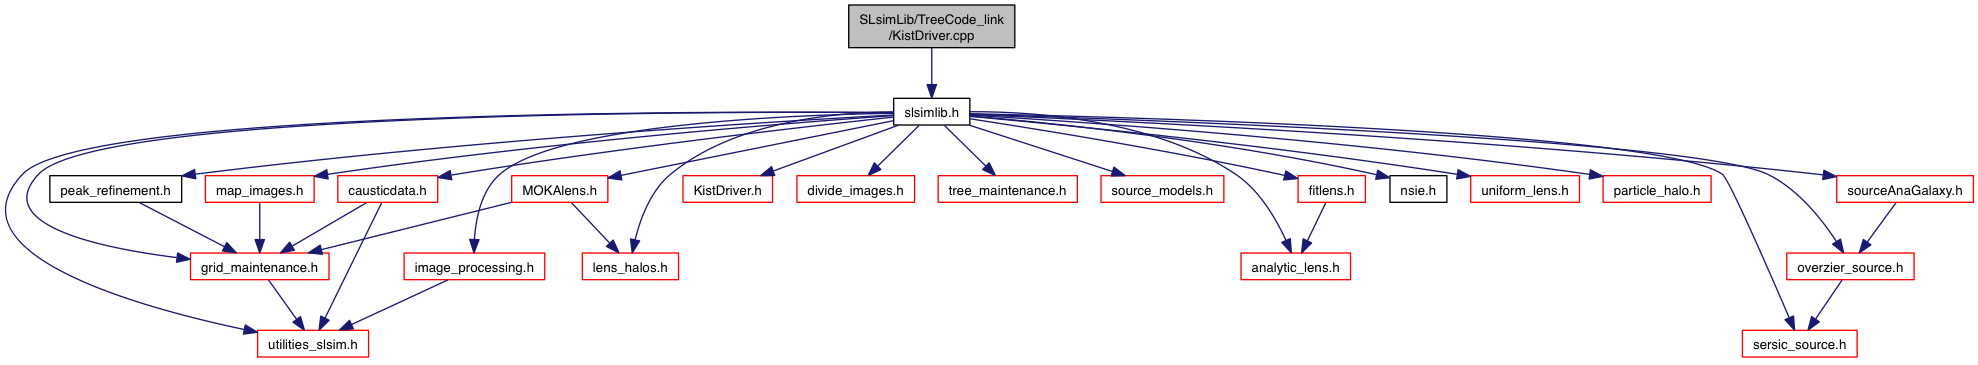 SLsimLib/TreeCode_link
/KistDriver.cpp
slsimlib.h
peak_refinement.h
map_images.h
causticdata.h
MOKAlens.h
KistDriver.h
divide_images.h
tree_maintenance.h
source_models.h
fitlens.h
nsie.h
uniform_lens.h
particle_halo.h
sourceAnaGalaxy.h
grid_maintenance.h
image_processing.h
lens_halos.h
analytic_lens.h
overzier_source.h
utilities_slsim.h
sersic_source.h